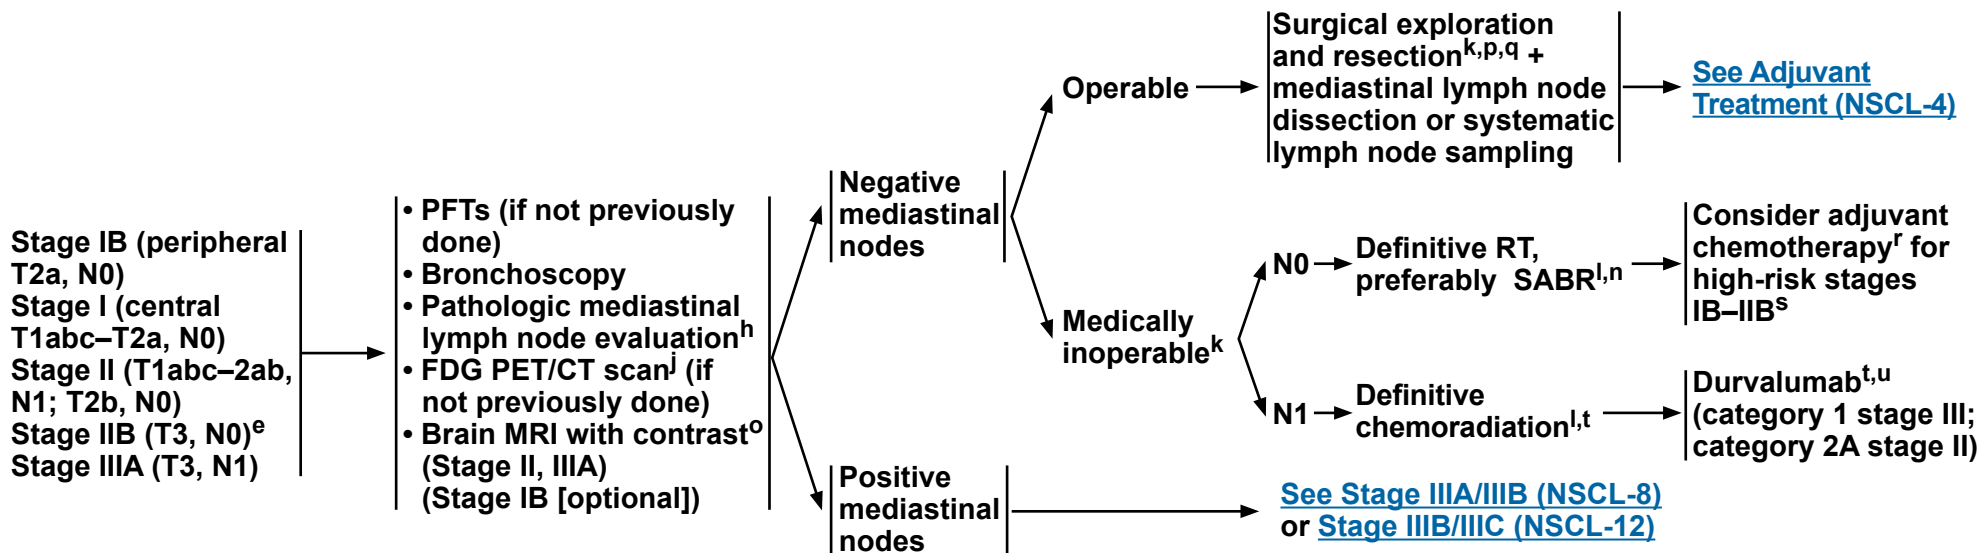 Stage IB (peripheral
T2a, N0)
Stage I (central
T1abc–T2a, N0)
Stage II (T1abc–2ab,
N1; T2b, N0)
Stage IIB (T3, N0)e
Stage IIIA (T3, N1)
• PFTs (if not previously
done)
• Bronchoscopy
• Pathologic mediastinal
lymph node evaluationh
• FDG PET/CT scanj (if
not previously done)
• Brain MRI with contrasto
(Stage II, IIIA)
(Stage IB [optional])
Negative
mediastinal
nodes
Operable
Surgical exploration
and resectionk,p,q +
mediastinal lymph node
dissection or systematic
lymph node sampling
See Adjuvant
Treatment (NSCL-4)
Medically
inoperablek
N0
Definitive RT,
preferably SABRl,n
Consider adjuvant
chemotherapyr for
high-risk stages
IB–IIBs
N1
Definitive
chemoradiationl,t
Durvalumabt,u
(category 1 stage III;
category 2A stage II)
Positive
mediastinal
nodes
See Stage IIIA/IIIB (NSCL-8)
or Stage IIIB/IIIC (NSCL-12)